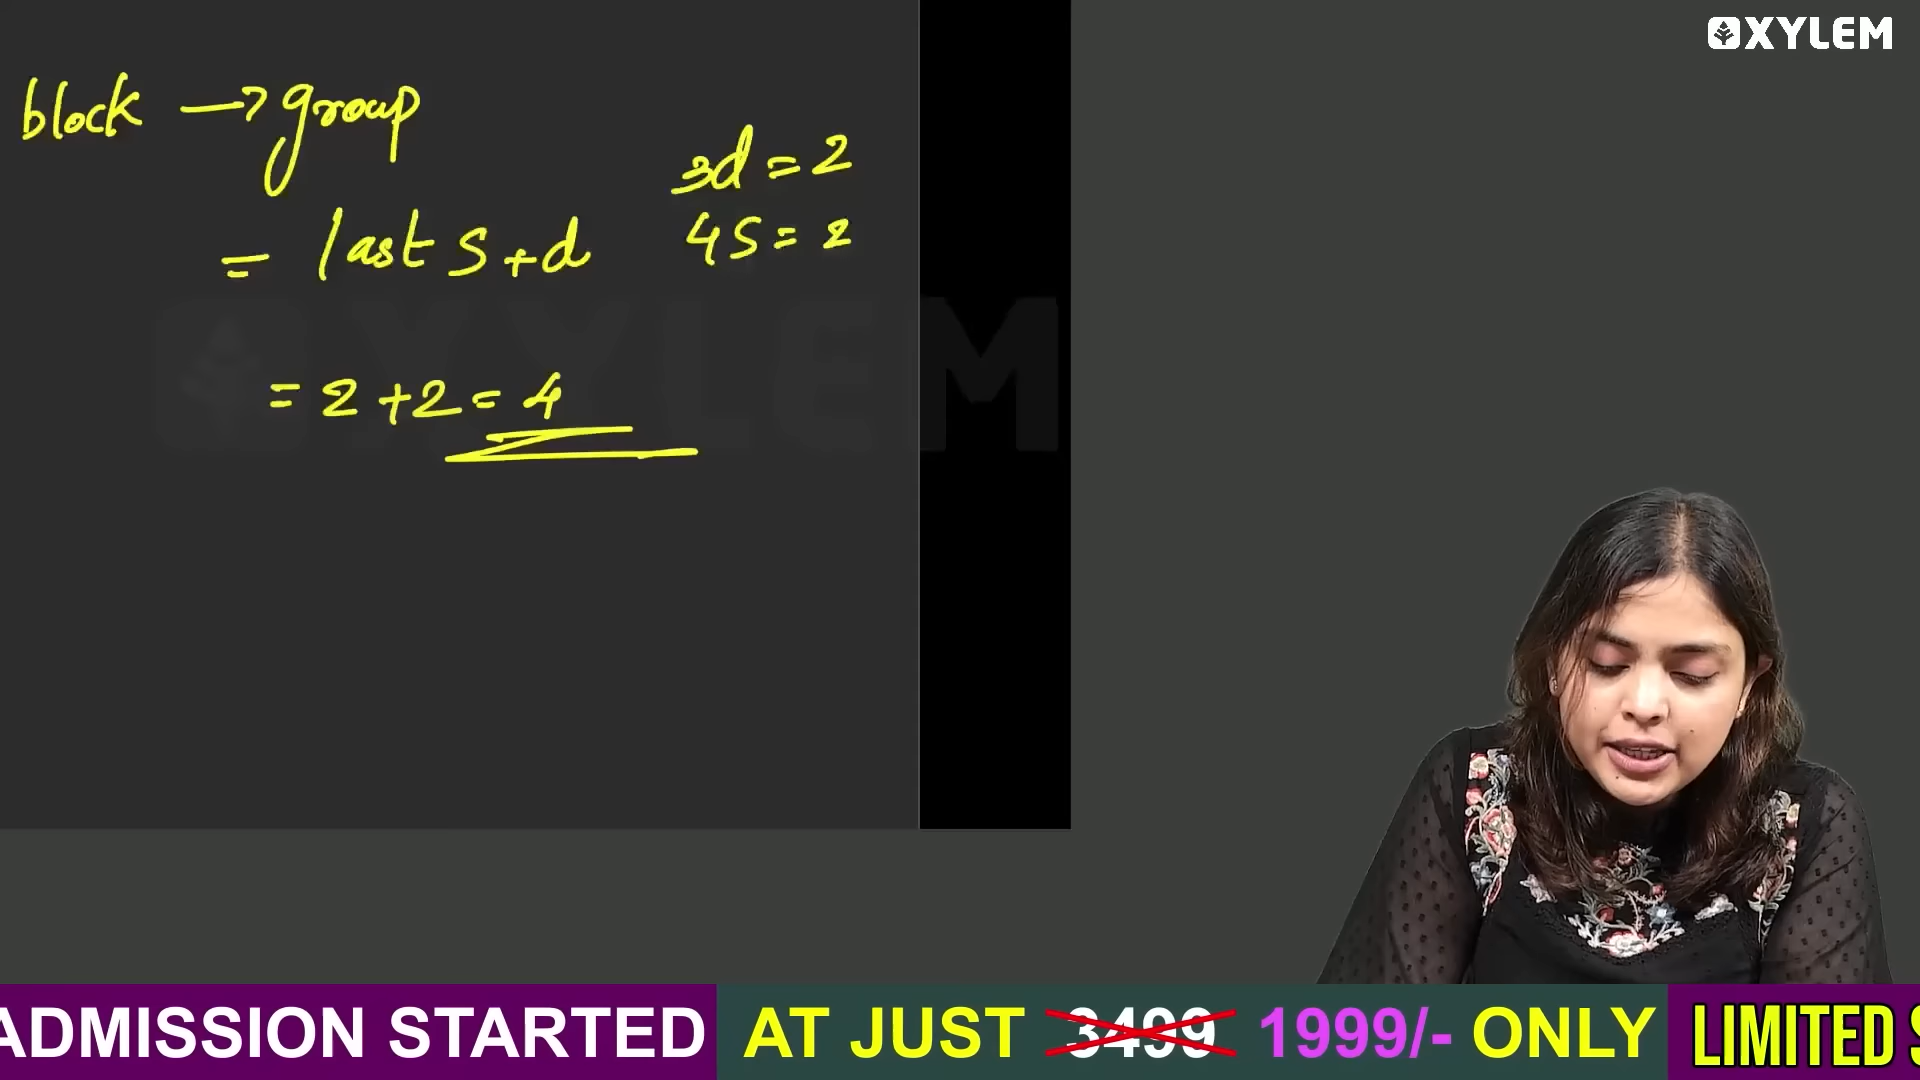 XYLEM
block → group
3d = 2
= last S + d
4S = 2
XYLEM
= 2 + 2 = 4
ADMISSION STARTED AT JUST 3499 1999/- ONLY LIMITED S